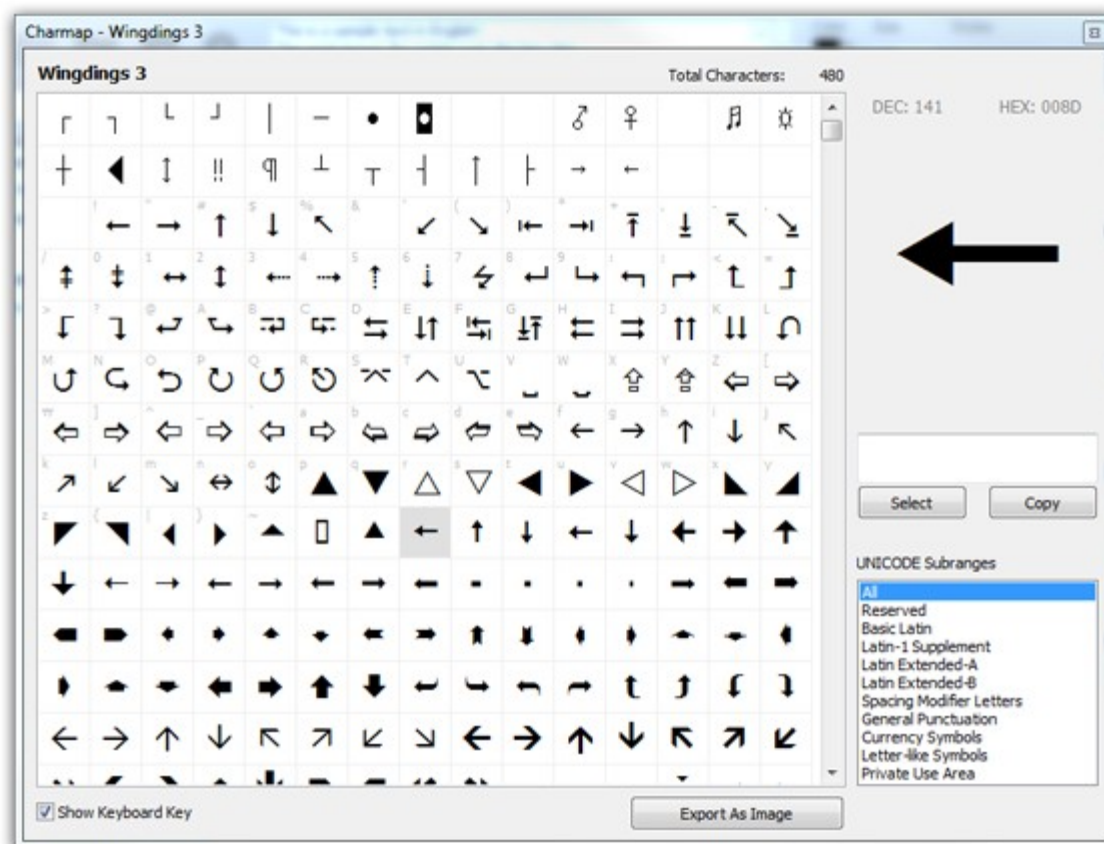 Charmap - Wingdings 3
Wingdings 3
Total Characters: 480
DEC: 141 HEX: 008D
Select
Copy
UNICODE Subranges
All
Reserved
Basic Latin
Latin-1 Supplement
Latin Extended-A
Latin Extended-B
Spacing Modifier Letters
General Punctuation
Currency Symbols
Letter-like Symbols
Private Use Area
Show Keyboard Key
Export As Image